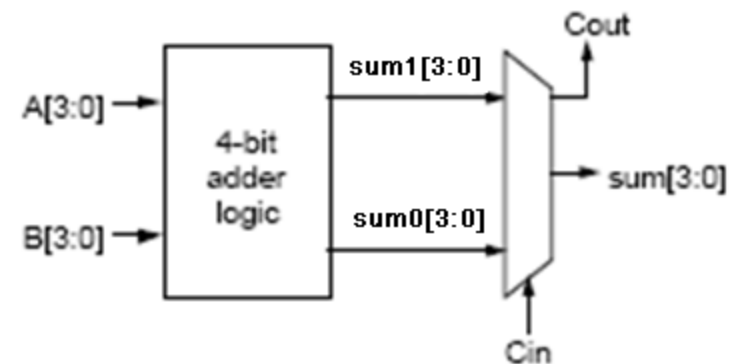 Cout
sum1[3:0]
A[3:0]
4-bit
adder
logic
sum[3:0]
sum0[3:0]
B[3:0]
Cin